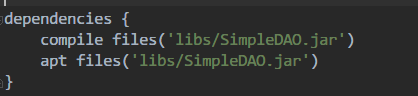 dependencies {
    compile files('libs/SimpleDAO.jar')
    apt files('libs/SimpleDAO.jar')
}